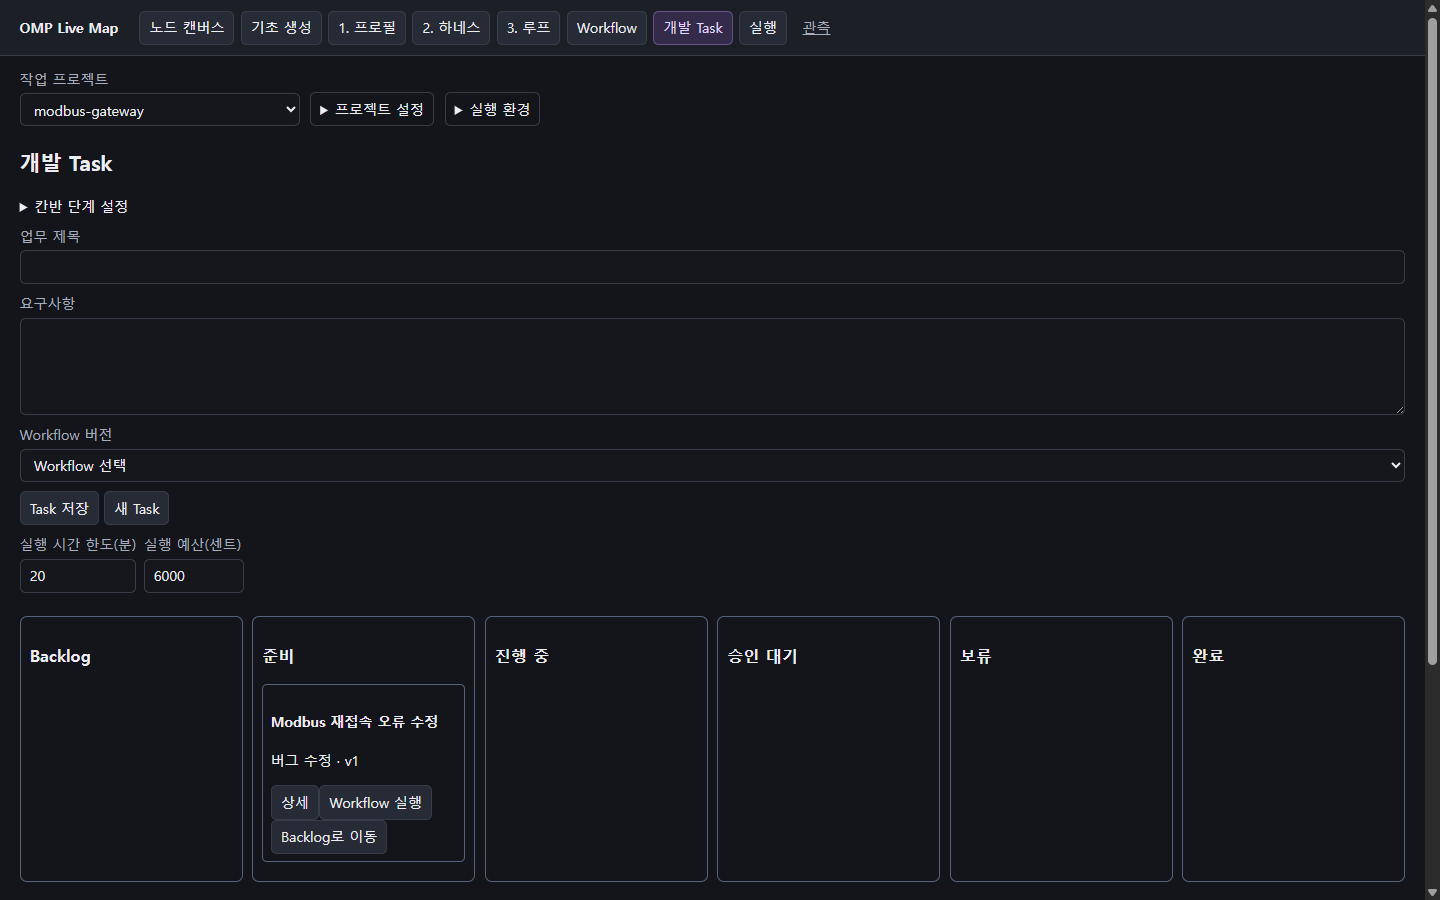 OMP Live Map 노드 캔버스 기초 생성 1. 프로필 2. 하네스 3. 루프 Workflow 개발 Task 실행 관측
작업 프로젝트
modbus-gateway ▶ 프로젝트 설정 ▶ 실행 환경
개발 Task
▶ 칸반 단계 설정
업무 제목
요구사항
Workflow 버전
Workflow 선택
Task 저장 새 Task
실행 시간 한도(분) 실행 예산(센트)
20 6000
Backlog 준비 진행 중 승인 대기 보류 완료
Modbus 재접속 오류 수정
버그 수정 · v1
상세 Workflow 실행
Backlog로 이동